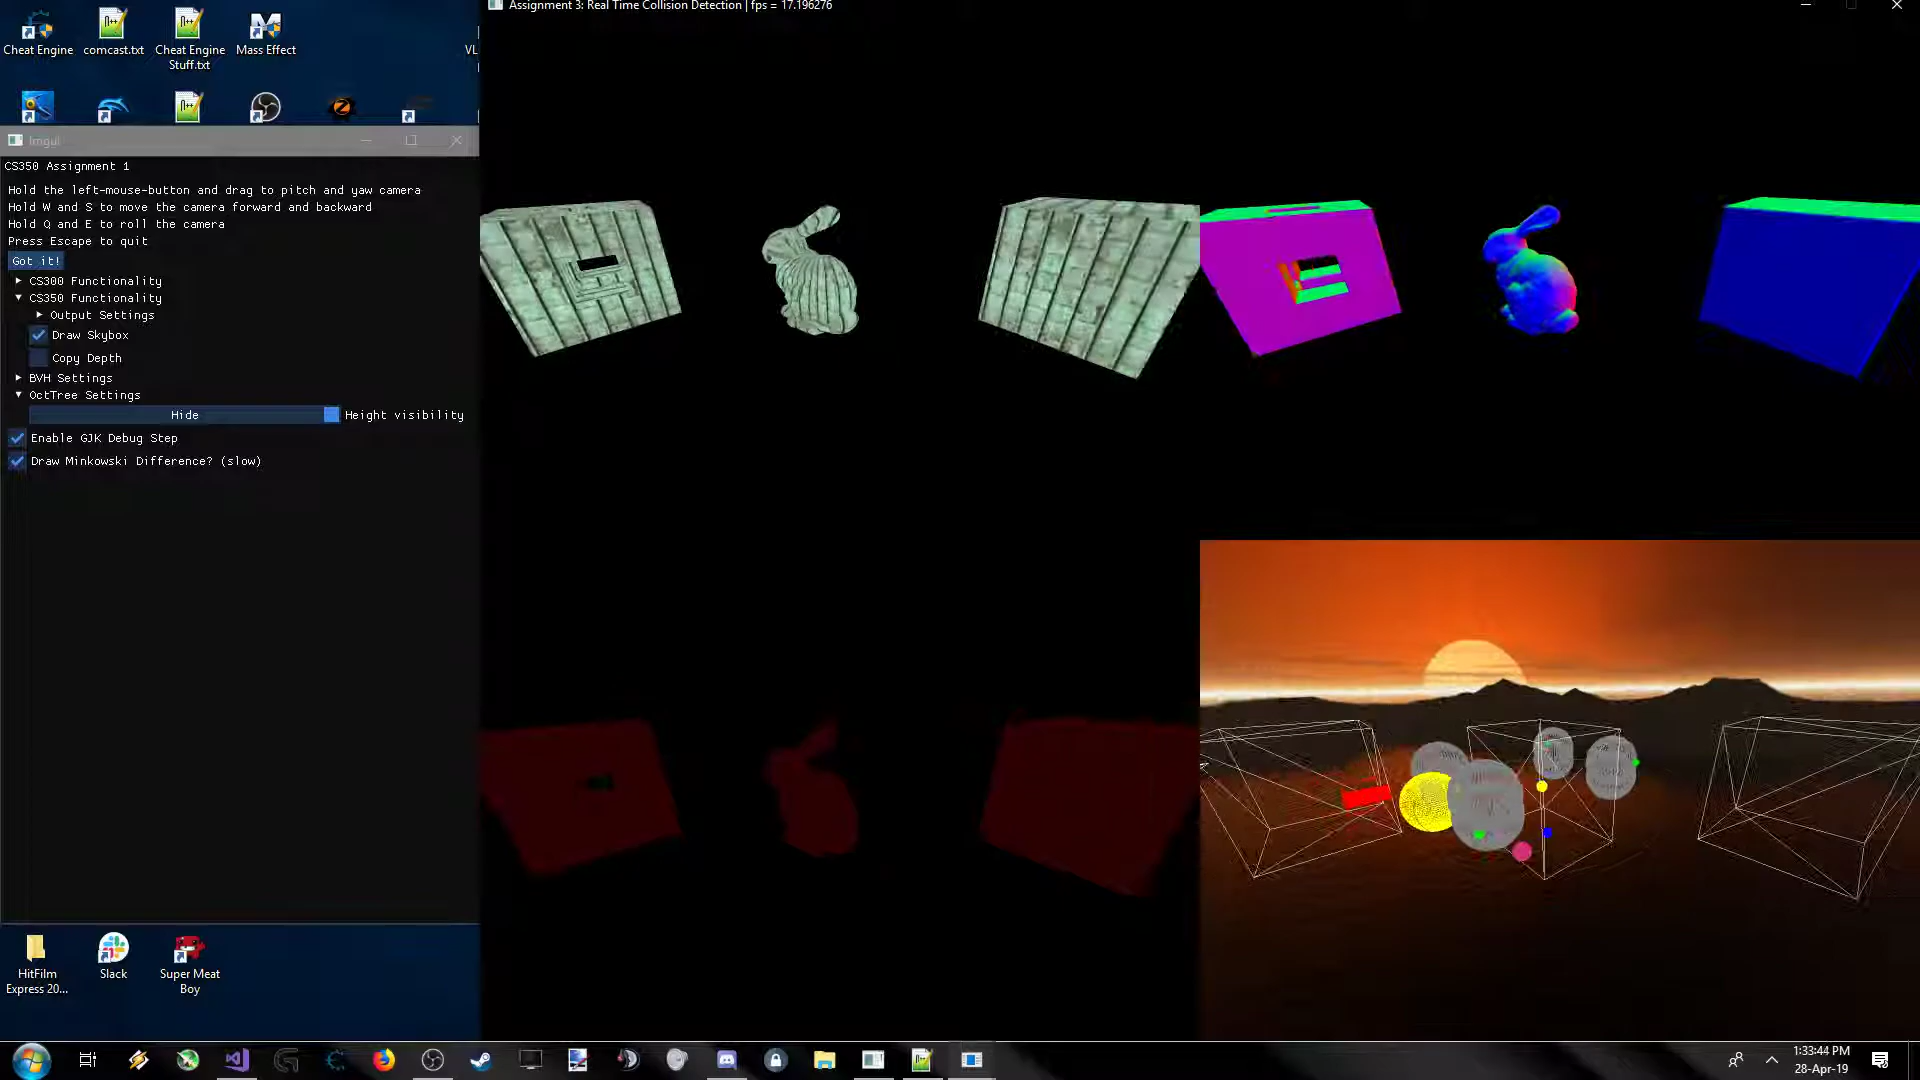 Assignment 3: Real Time Collision Detection | fps = 17.196276
Cheat Engine
comcast.txt
Cheat Engine
Stuff.txt
Mass Effect
VL
Imgui
CS350 Assignment 1
Hold the left-mouse-button and drag to pitch and yaw camera
Hold W and S to move the camera forward and backward
Hold Q and E to roll the camera
Press Escape to quit
Got it!
CS300 Functionality
CS350 Functionality
Output Settings
Draw Skybox
Copy Depth
BVH Settings
OctTree Settings
Hide
Height visibility
Enable GJK Debug Step
Draw Minkowski Difference? (slow)
HitFilm
Express 20...
Slack
Super Meat
Boy
1:33:44 PM
28-Apr-19